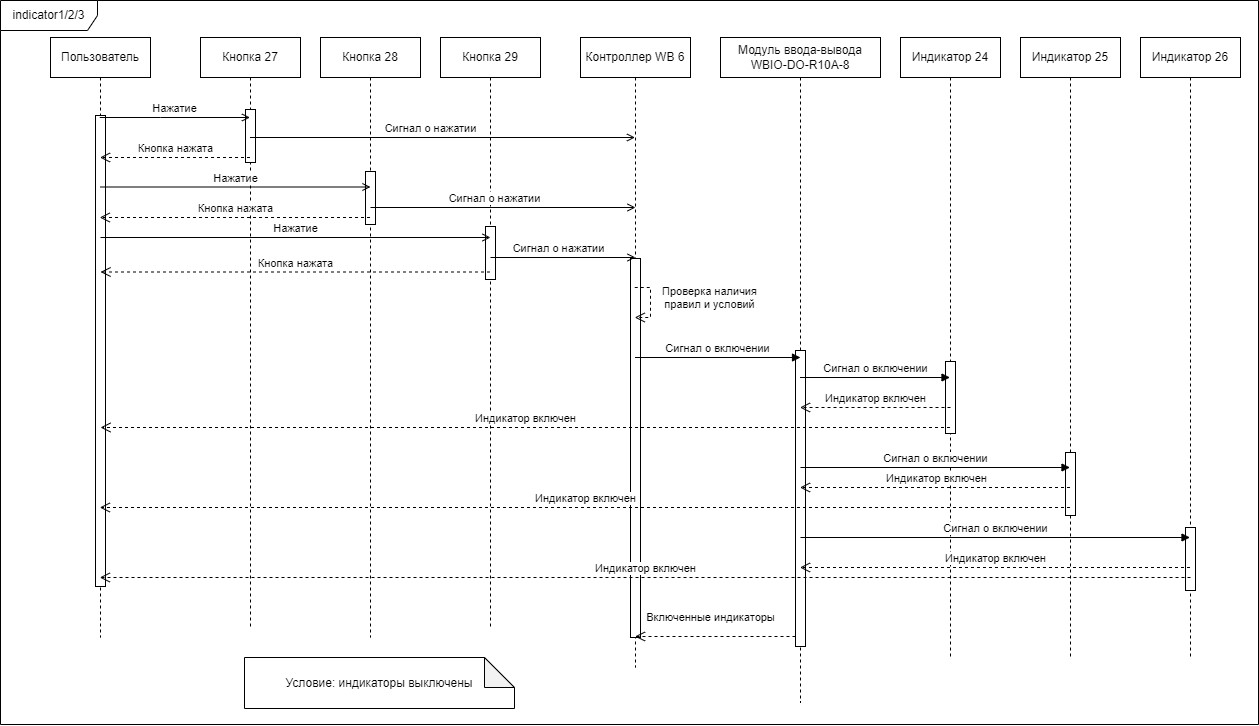 indicator1/2/3
Пользователь
Кнопка 27
Кнопка 28
Кнопка 29
Контроллер WB 6
Модуль ввода-вывода
WBIO-DO-R10A-8
Индикатор 24
Индикатор 25
Индикатор 26
Нажатие
Сигнал о нажатии
Кнопка нажата
Нажатие
Сигнал о нажатии
Кнопка нажата
Нажатие
Сигнал о нажатии
Кнопка нажата
Проверка наличия
правил и условий
Сигнал о включении
Сигнал о включении
Индикатор включен
Индикатор включен
Сигнал о включении
Индикатор включен
Индикатор включен
Сигнал о включении
Индикатор включен
Индикатор включен
Включенные индикаторы
Условие: индикаторы выключены